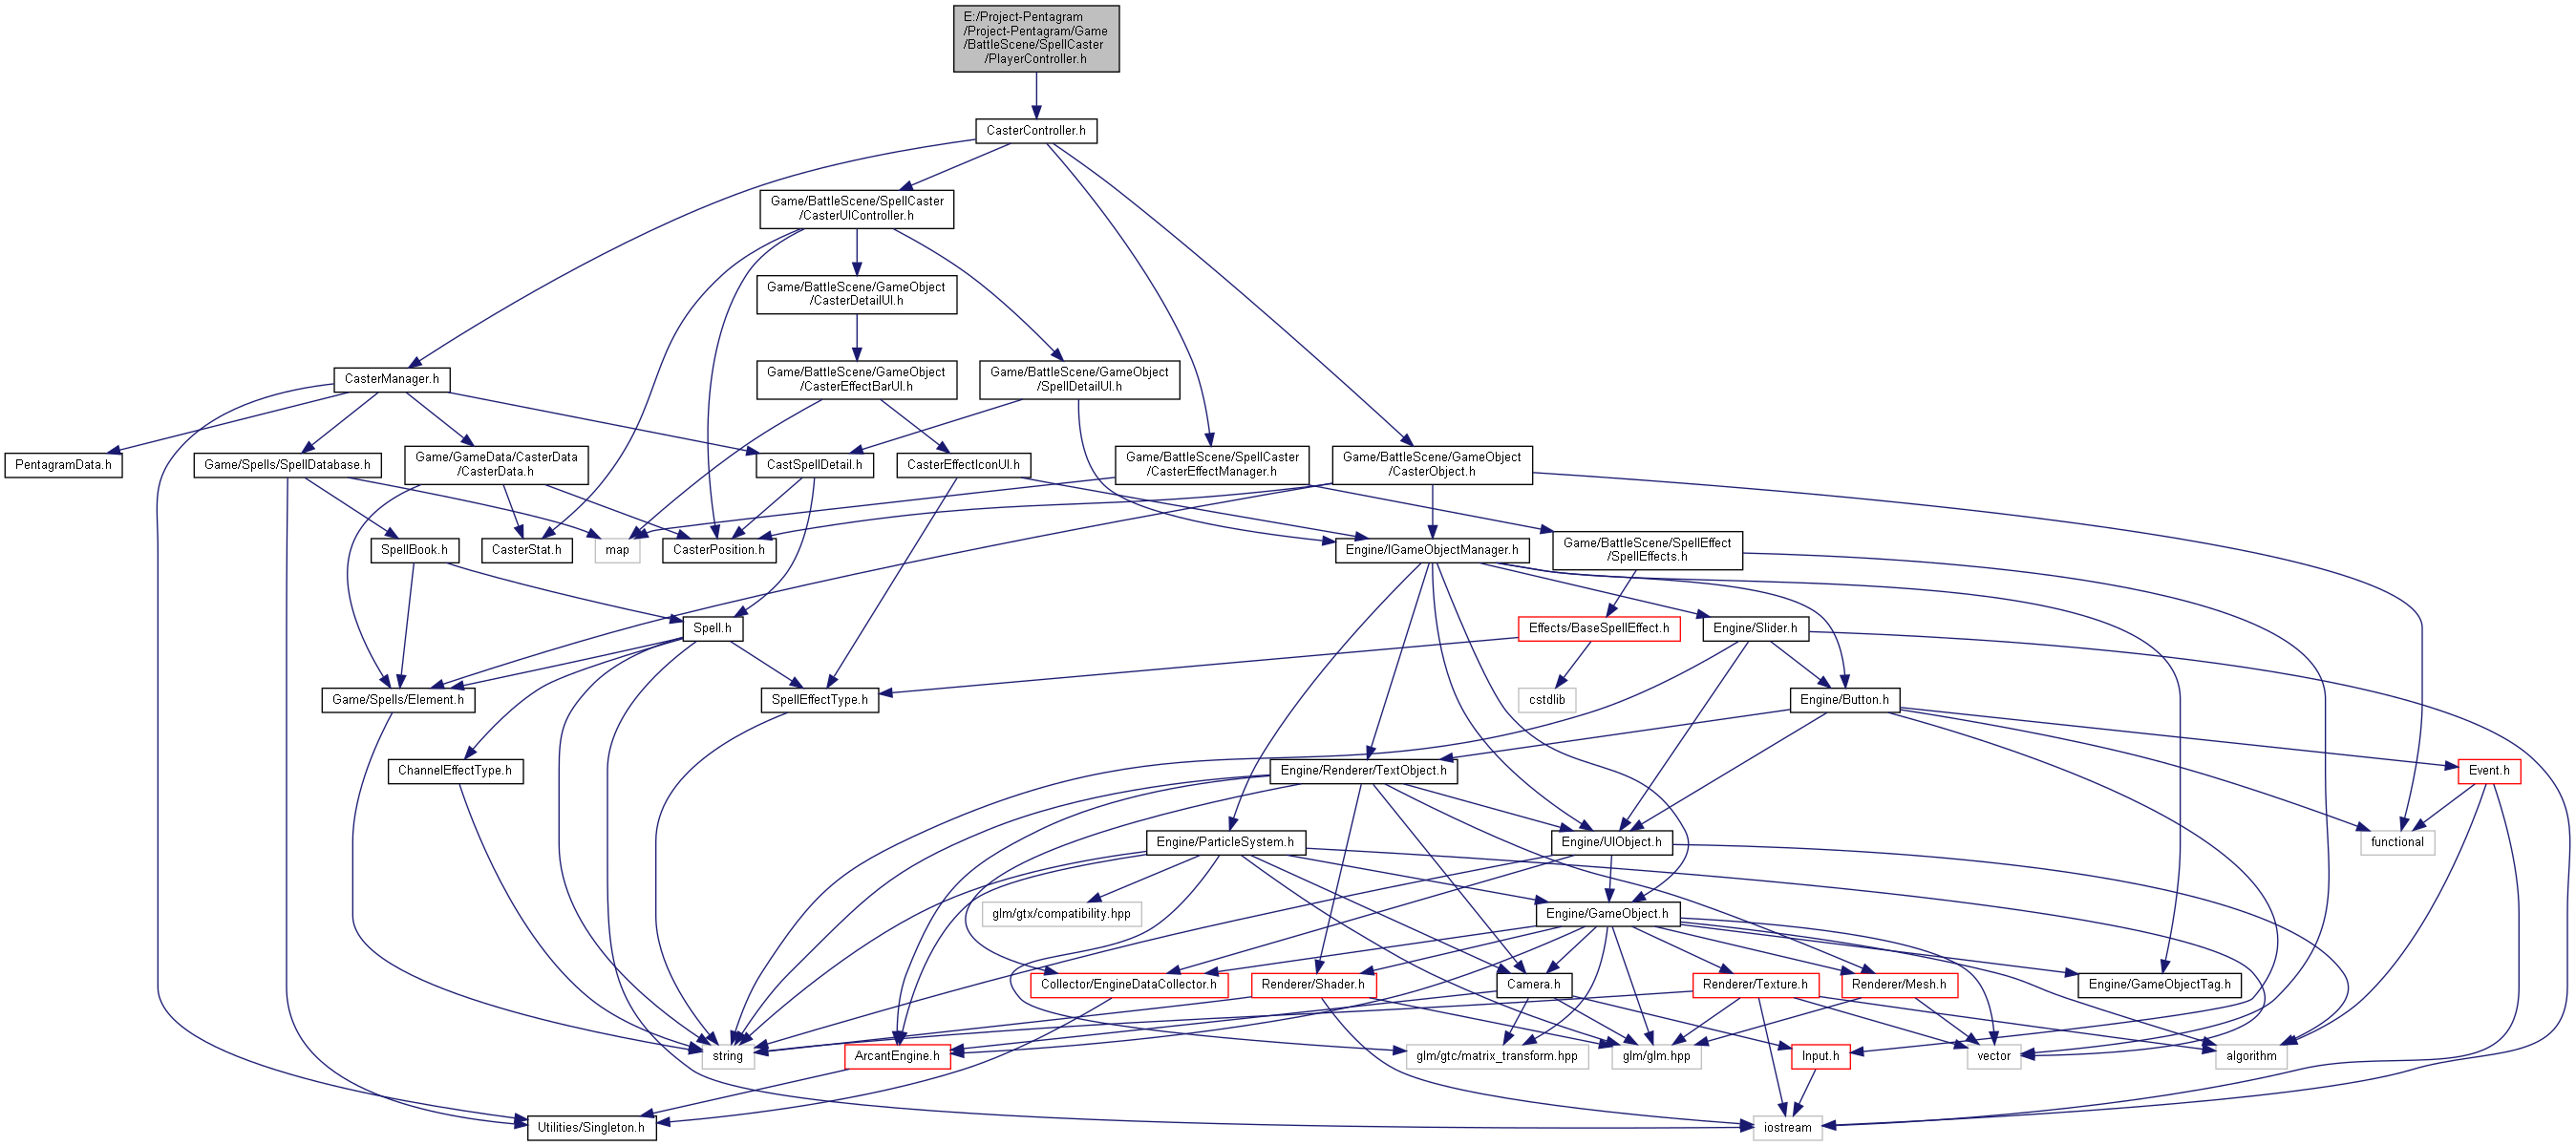 E:/Project-Pentagram
/Project-Pentagram/Game
/BattleScene/SpellCaster
/PlayerController.h
CasterController.h
Game/BattleScene/SpellCaster
/CasterUIController.h
Game/BattleScene/GameObject
/CasterDetailUI.h
CasterManager.h
Game/BattleScene/GameObject
/CasterEffectBarUI.h
Game/BattleScene/GameObject
/SpellDetailUI.h
PentagramData.h
Game/Spells/SpellDatabase.h
Game/GameData/CasterData
/CasterData.h
CastSpellDetail.h
CasterEffectIconUI.h
Game/BattleScene/SpellCaster
/CasterEffectManager.h
Game/BattleScene/GameObject
/CasterObject.h
SpellBook.h
CasterStat.h
map
CasterPosition.h
Engine/IGameObjectManager.h
Game/BattleScene/SpellEffect
/SpellEffects.h
Spell.h
Effects/BaseSpellEffect.h
Engine/Slider.h
Game/Spells/Element.h
SpellEffectType.h
cstdlib
Engine/Button.h
ChannelEffectType.h
Engine/Renderer/TextObject.h
Event.h
Engine/ParticleSystem.h
Engine/UIObject.h
functional
glm/gtx/compatibility.hpp
Engine/GameObject.h
Collector/EngineDataCollector.h
Renderer/Shader.h
Camera.h
Renderer/Texture.h
Renderer/Mesh.h
Engine/GameObjectTag.h
string
ArcantEngine.h
glm/gtc/matrix_transform.hpp
glm/glm.hpp
Input.h
vector
algorithm
Utilities/Singleton.h
iostream